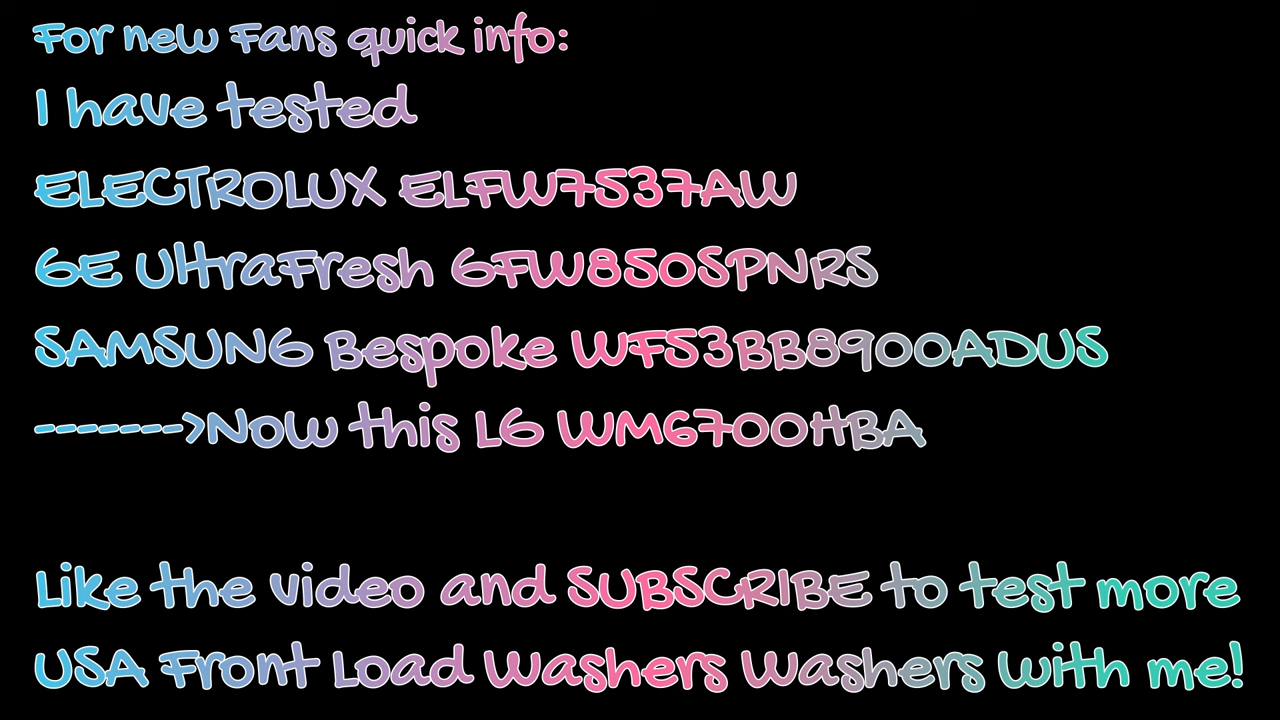 For new Fans quick info:
I have tested
ELECTROLUX ELFW7537AW
GE UltraFresh GFW850SPNRS
SAMSUNG Bespoke WF53BB8900ADUS
------->Now this LG WM6700HBA
Like the video and SUBSCRIBE to test more
USA Front Load Washers Washers with me!